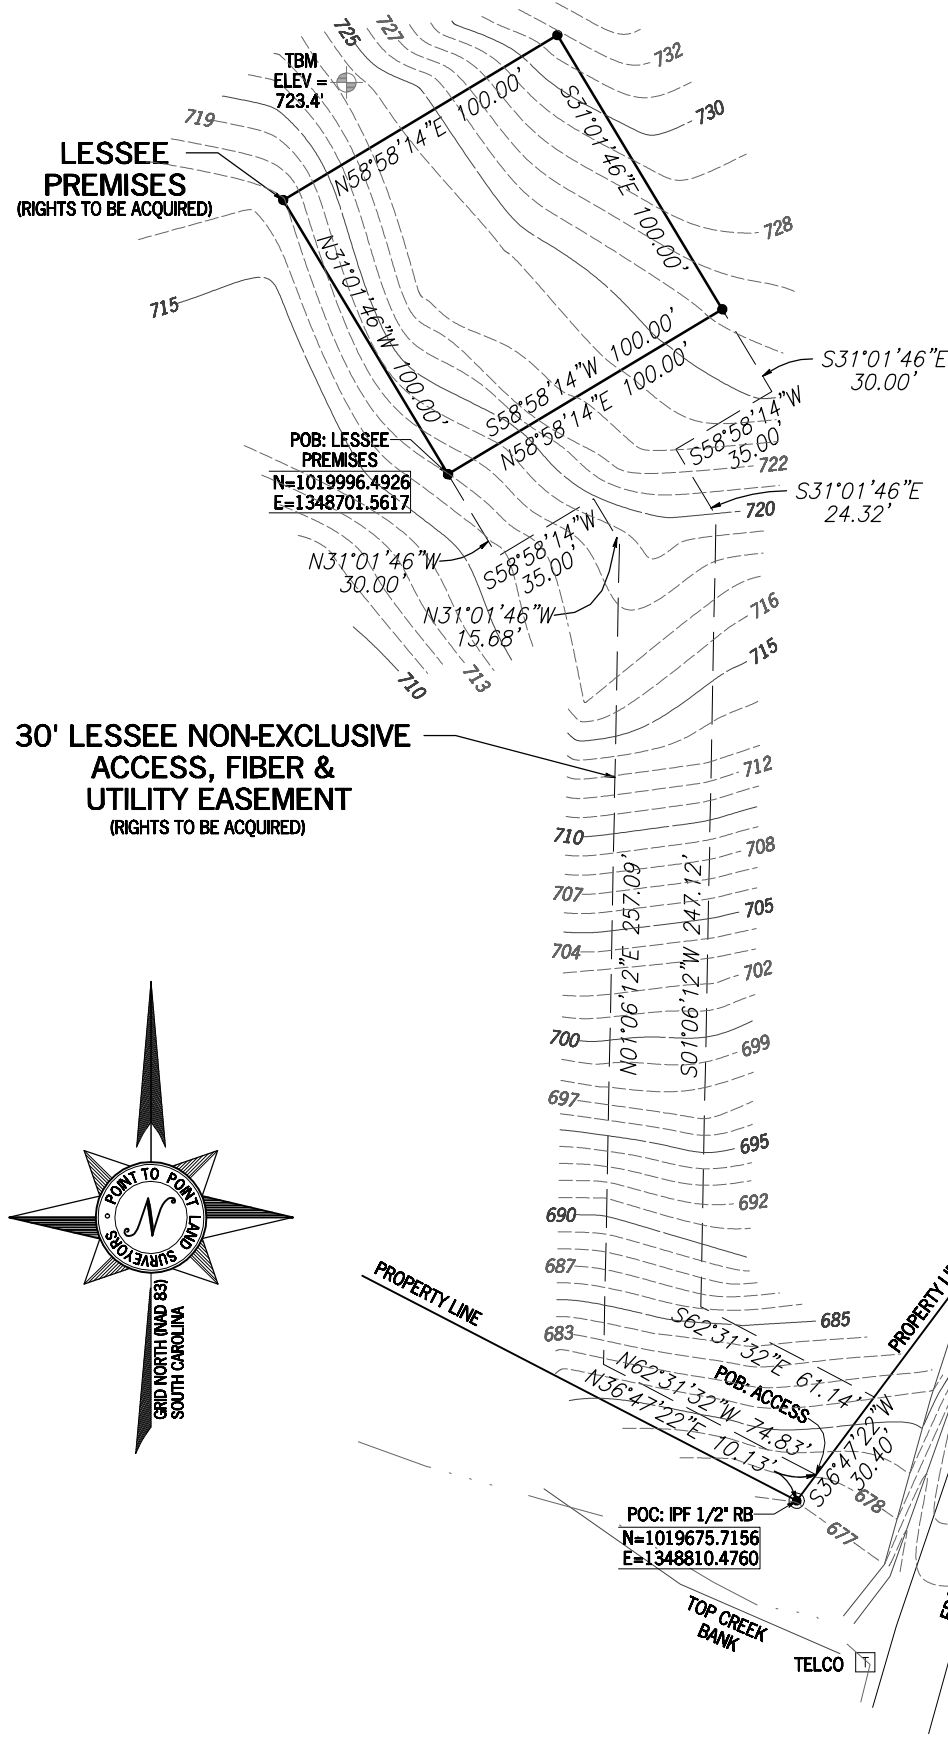 725
727
732
TBM
ELEV =
723.4'
719
730
N58°58'14"E 100.00'
S31°01'46"E 100.00'
LESSEE
PREMISES
(RIGHTS TO BE ACQUIRED)
728
715
N31°01'46"W 100.00'
S58°58'14"W 100.00'
N58°58'14"E 100.00'
S31°01'46"E
30.00'
S58°58'14"W
35.00'
POB: LESSEE
PREMISES
N=1019996.4926
E=1348701.5617
722
S31°01'46"E
24.32'
720
N31°01'46"W
30.00'
S58°58'14"W
35.00'
N31°01'46"W
15.68'
716
715
710
713
30' LESSEE NON-EXCLUSIVE
ACCESS, FIBER &
UTILITY EASEMENT
(RIGHTS TO BE ACQUIRED)
712
710
708
707
705
704
702
N01°06'12"E 257.09'
S01°06'12"W 247.12'
700
699
697
695
692
690
687
685
683
POINT TO POINT
LAND SURVEYORS
N
GRID NORTH (NAD 83)
SOUTH CAROLINA
PROPERTY LINE
S62°31'32"E 61.14'
N62°31'32"W 74.83'
N36°47'22"E 10.13'
POB: ACCESS
PROPERTY LI
S36°47'22"W
30.40'
678
677
POC: IPF 1/2" RB
N=1019675.7156
E=1348810.4760
TOP CREEK
BANK
TELCO
T